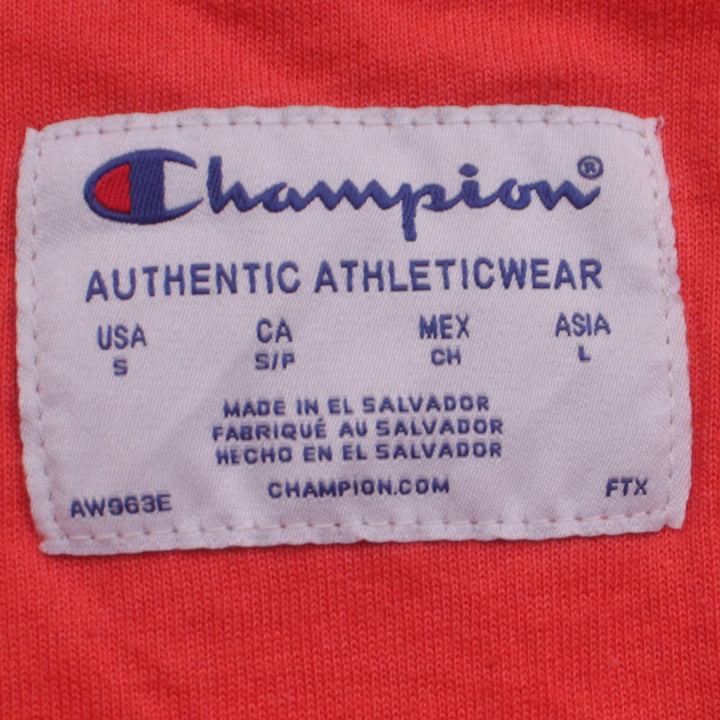 Champion®
AUTHENTIC ATHLETICWEAR
USA CA MEX ASIA
S S/P CH L
MADE IN EL SALVADOR
FABRIQUÉ AU SALVADOR
HECHO EN EL SALVADOR
AW963E CHAMPION.COM FTX